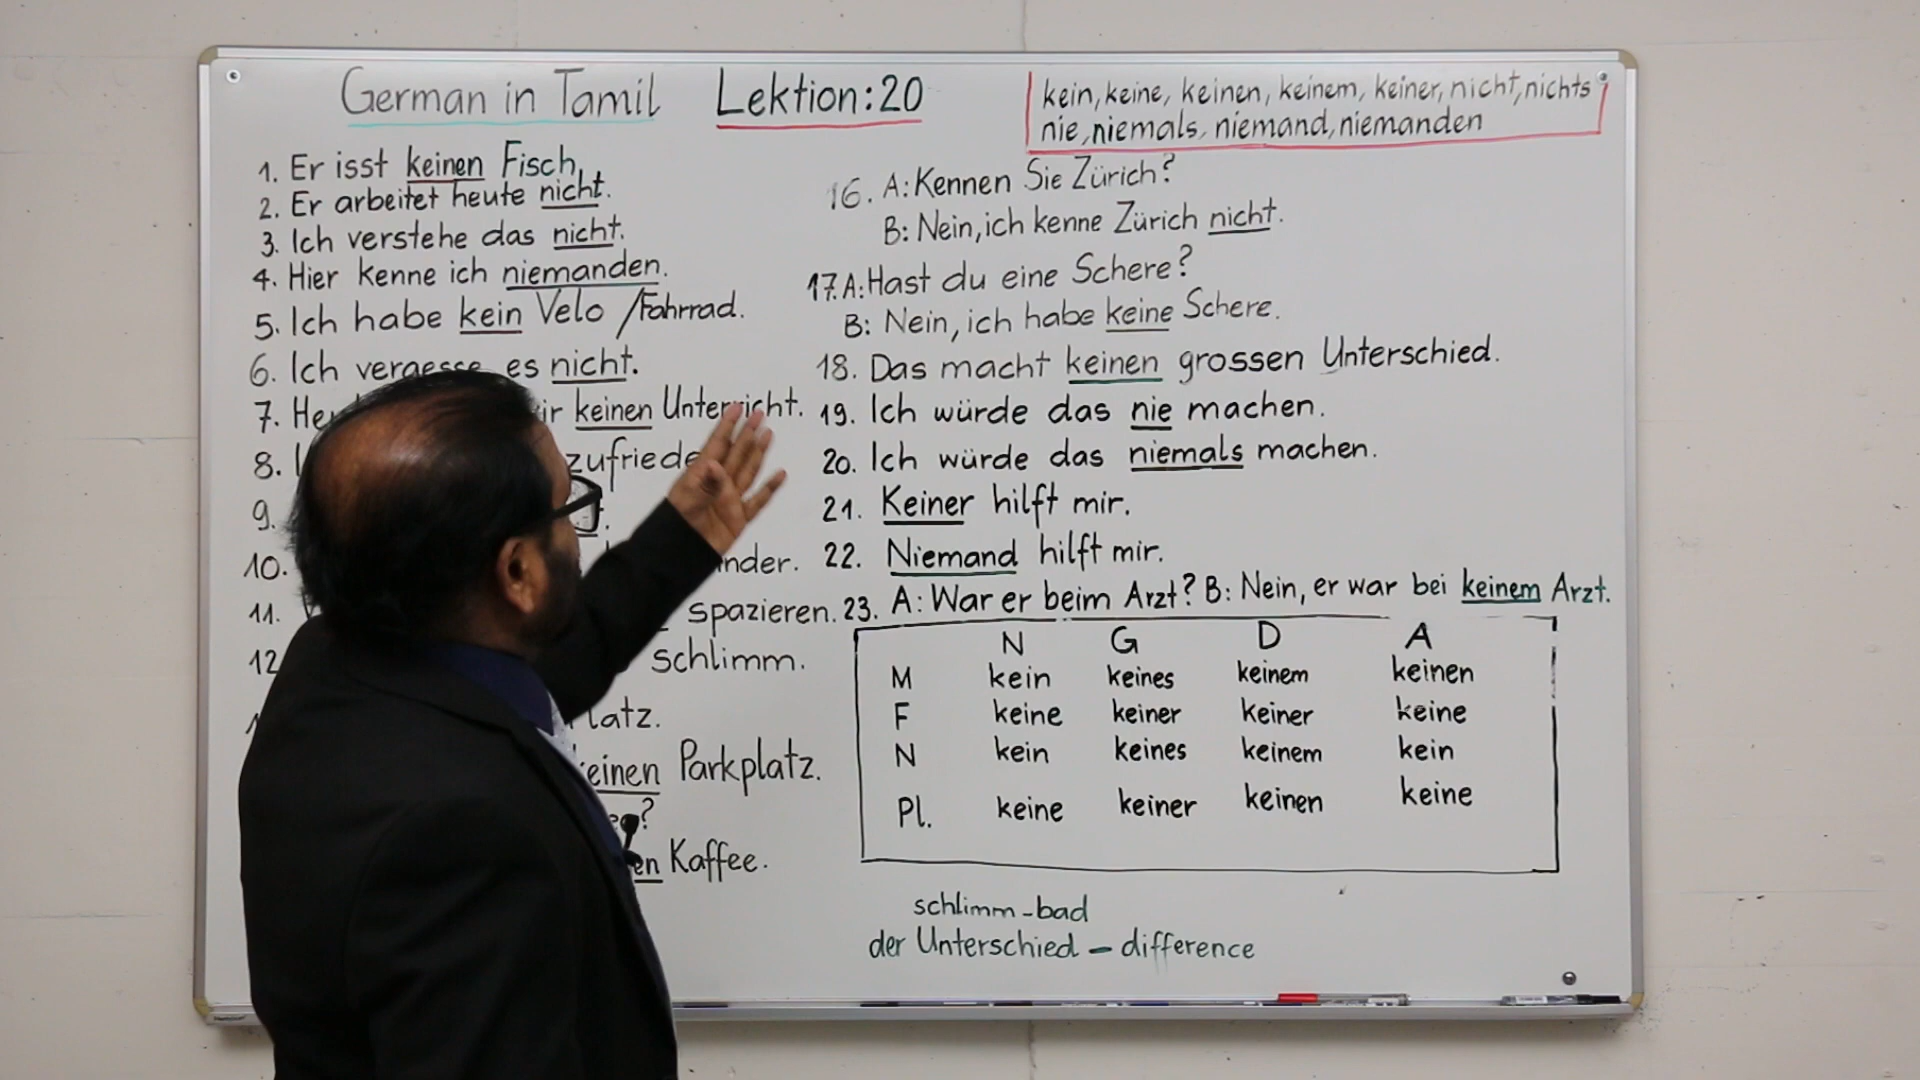 German in Tamil Lektion:20
kein, keine, keinen, keinem, keiner, nicht, nichts
nie, niemals, niemand, niemanden
1. Er isst keinen Fisch.
2. Er arbeitet heute nicht.
3. Ich verstehe das nicht.
4. Hier kenne ich niemanden.
5. Ich habe kein Velo /Fahrrad.
6. Ich vergesse es nicht.
7. keinen Unterricht.
8.
9.
10.
11. spazieren.
12 schlimm.
keinen Parkplatz.
Kaffee.
16. A: Kennen Sie Zürich?
B: Nein, ich kenne Zürich nicht.
17. A: Hast du eine Schere?
B: Nein, ich habe keine Schere.
18. Das macht keinen grossen Unterschied.
19. Ich würde das nie machen.
20. Ich würde das niemals machen.
21. Keiner hilft mir.
22. Niemand hilft mir.
23. A: War er beim Arzt? B: Nein, er war bei keinem Arzt.
N G D A
M kein keines keinem keinen
F keine keiner keiner keine
N kein keines keinem kein
Pl. keine keiner keinen keine
schlimm - bad
der Unterschied - difference